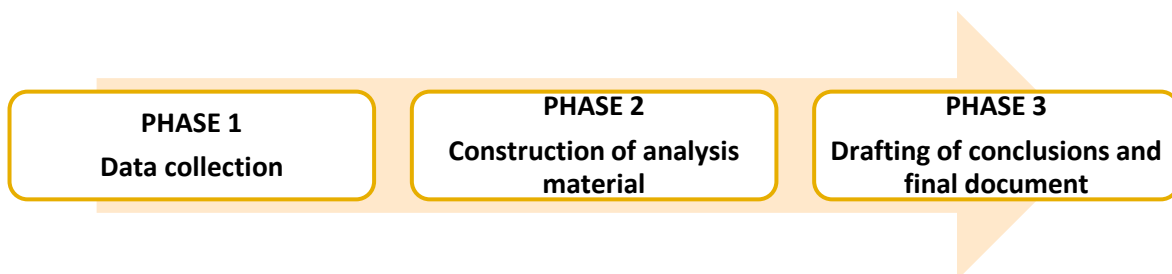 PHASE 1
Data collection
PHASE 2
Construction of analysis
material
PHASE 3
Drafting of conclusions and
final document